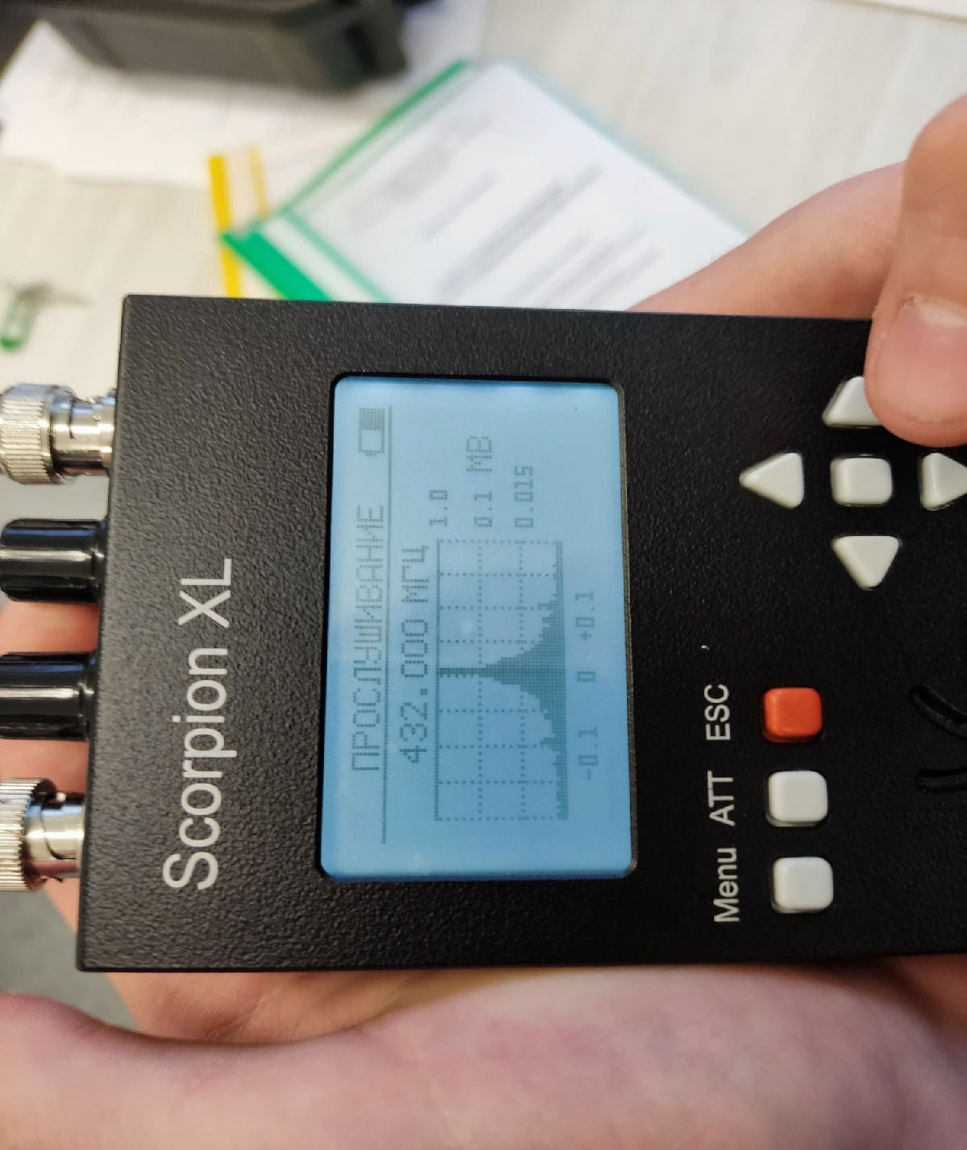 Scorpion XL
ПРОСЛУШИВАНИЕ
432.000 МГЦ
1.0
0.1 МВ
0.015
-0.1 0 +0.1
Menu ATT ESC